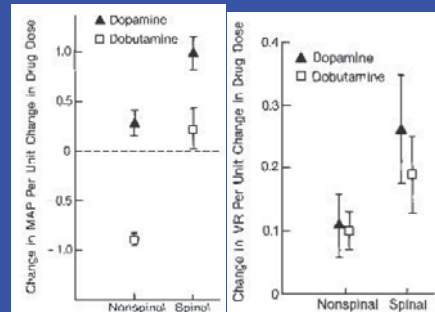 Change in MAP Per Unit Change in Drug Dose
▲ Dopamine
□ Dobutamine
1.0
0.5
0
-0.5
-1.0
Nonspinal Spinal
Change in VR Per Unit Change in Drug Dose
0.4
▲ Dopamine
□ Dobutamine
0.3
0.2
0.1
0
Nonspinal Spinal